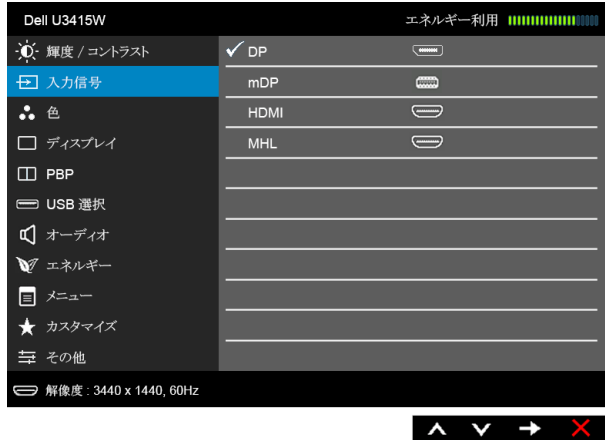 Dell U3415W エネルギー利用
輝度 / コントラスト
DP
入力信号
mDP
色
HDMI
ディスプレイ
MHL
PBP
USB 選択
オーディオ
エネルギー
メニュー
カスタマイズ
その他
解像度 : 3440 x 1440, 60Hz